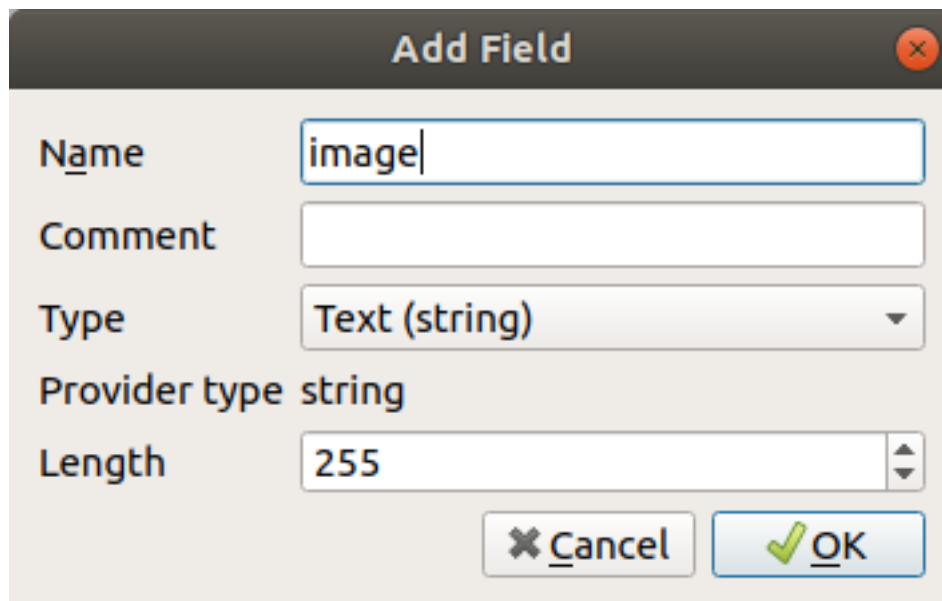 Add Field
Name image
Comment
Type Text (string)
Provider type string
Length 255
Cancel OK